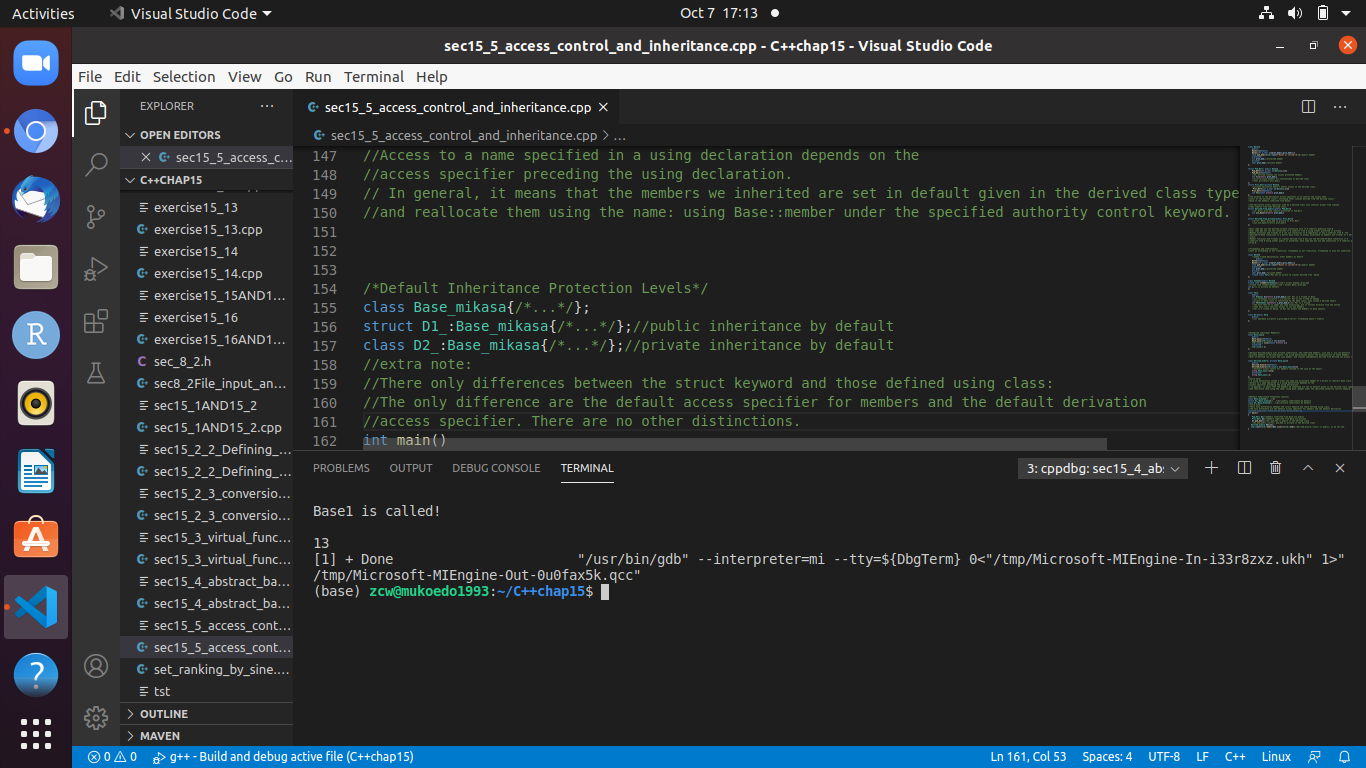 Activities
Visual Studio Code
Oct 7 17:13
sec15_5_access_control_and_inheritance.cpp - C++chap15 - Visual Studio Code
File Edit Selection View Go Run Terminal Help
EXPLORER
OPEN EDITORS
sec15_5_access_c...
C++CHAP15
exercise15_13
exercise15_13.cpp
exercise15_14
exercise15_14.cpp
exercise15_15AND1...
exercise15_16
exercise15_16AND1...
sec_8_2.h
sec8_2File_input_an...
sec15_1AND15_2
sec15_1AND15_2.cpp
sec15_2_2_Defining_...
sec15_2_2_Defining_...
sec15_2_3_conversio...
sec15_2_3_conversio...
sec15_3_virtual_func...
sec15_3_virtual_func...
sec15_4_abstract_ba...
sec15_4_abstract_ba...
sec15_5_access_cont...
sec15_5_access_cont...
set_ranking_by_sine....
tst
OUTLINE
MAVEN
sec15_5_access_control_and_inheritance.cpp
sec15_5_access_control_and_inheritance.cpp > ...
147 //Access to a name specified in a using declaration depends on the
148 //access specifier preceding the using declaration.
149 // In general, it means that the members we inherited are set in default given in the derived class type
150 //and reallocate them using the name: using Base::member under the specified authority control keyword.
151
152
153
154 /*Default Inheritance Protection Levels*/
155 class Base_mikasa{/*...*/};
156 struct D1_:Base_mikasa{/*...*/};//public inheritance by default
157 class D2_:Base_mikasa{/*...*/};//private inheritance by default
158 //extra note:
159 //There only differences between the struct keyword and those defined using class:
160 //The only difference are the default access specifier for members and the default derivation
161 //access specifier. There are no other distinctions.
162 int main()
PROBLEMS OUTPUT DEBUG CONSOLE TERMINAL
3: cppdbg: sec15_4_ab
Base1 is called!
13
[1] + Done "/usr/bin/gdb" --interpreter=mi --tty=${DbgTerm} 0<"/tmp/Microsoft-MIEngine-In-i33r8zxz.ukh" 1>"
/tmp/Microsoft-MIEngine-Out-0u0fax5k.qcc"
(base) zcw@mukoedo1993:~/C++chap15$
0 0 g++ - Build and debug active file (C++chap15)
Ln 161, Col 53 Spaces: 4 UTF-8 LF C++ Linux